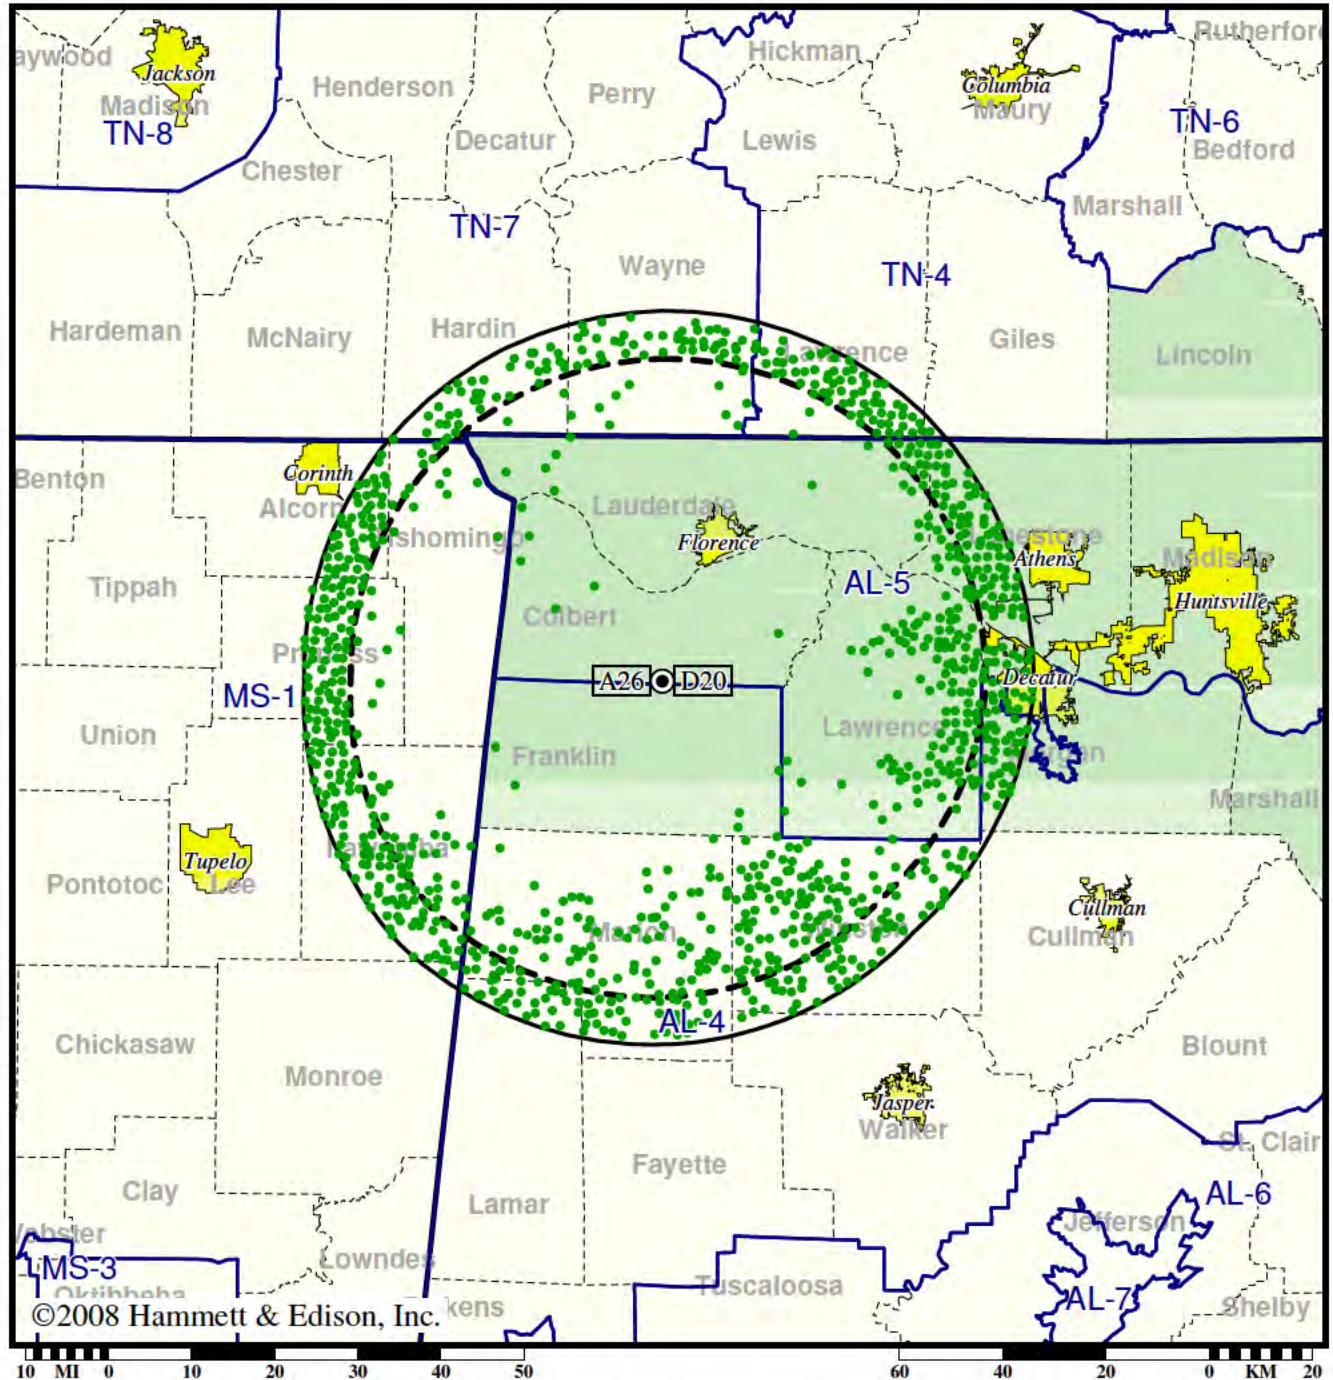 Rutherford
Hickman
Jackson
Henderson
Columbia
Perry
Madison
Maury
TN-8
TN-6
Decatur
Lewis
Bedford
Chester
Marshall
TN-7
Wayne
TN-4
Hardeman
McNairy
Hardin
Lawrence
Giles
Lincoln
Corinth
Benton
Alcorn
Lauderdale
Florence
Limestone
Athens
Madison
Tishomingo
Tippah
AL-5
Huntsville
Colbert
Prentiss
A26
D20
Decatur
MS-1
Union
Lawrence
Franklin
Morgan
Marshall
Itawamba
Tupelo
Pontotoc
Lee
Cullman
Marion
Winston
Cullman
AL-4
Chickasaw
Monroe
Blount
Jasper
Walker
Fayette
St. Clair
Clay
Lamar
AL-6
Jefferson
Webster
Lowndes
MS-3
Tuscaloosa
Oktibbeha
AL-7
Shelby
©2008 Hammett & Edison, Inc.
kens
10 MI 0 10 20 30 40 50 60 40 20 0 KM 20